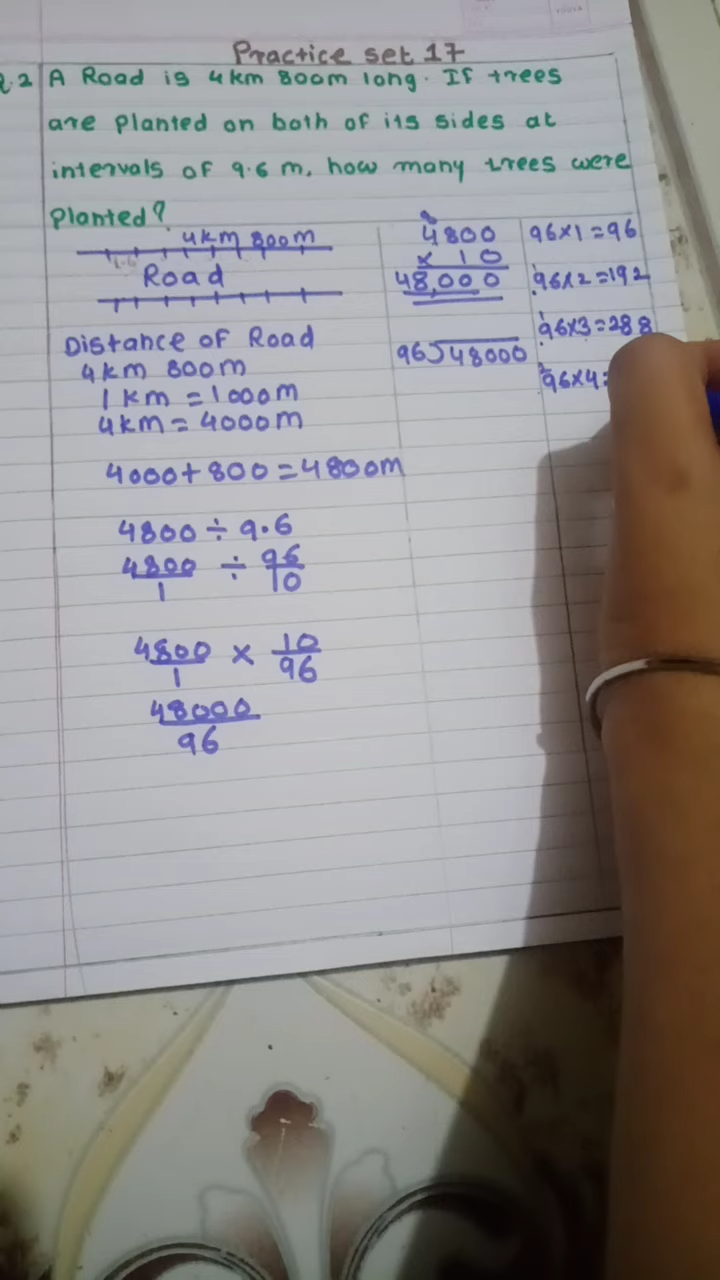 Practice set 17
Q.2 A Road is 4km 800m long. If trees
are planted on both of its sides at
intervals of 9.6 m, how many trees were
planted?
4km 800m
Road
Distance of Road
4km 800m
1 km = 1000m
4km = 4000m
4000 + 800 = 4800m
4800 ÷ 9.6
4800/1 ÷ 96/10
4800/1 × 10/96
48000/96
4800
× 10
48,000
96)48000
96×1 = 96
96×2 = 192
96×3 = 288
96×4=